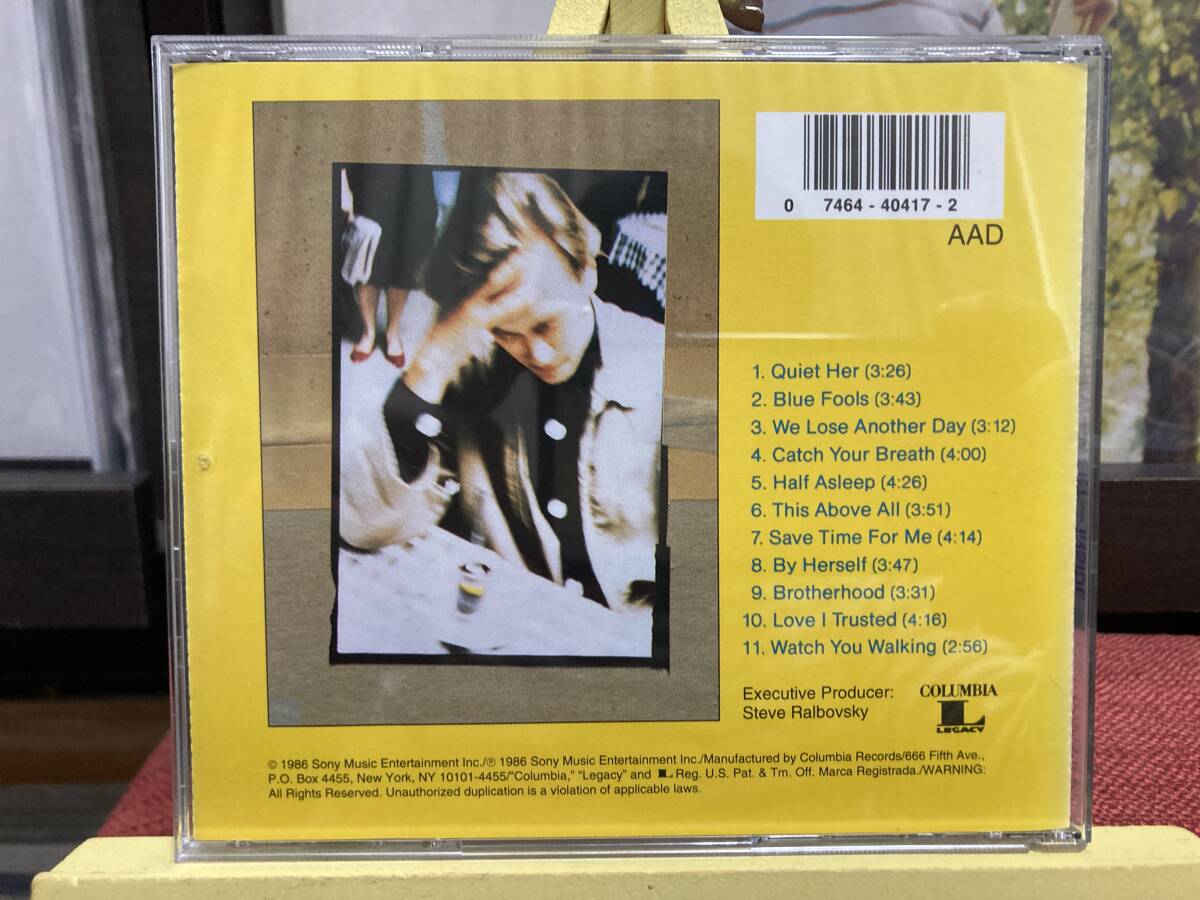 0 7464 - 40417 - 2
AAD
1. Quiet Her (3:26)
2. Blue Fools (3:43)
3. We Lose Another Day (3:12)
4. Catch Your Breath (4:00)
5. Half Asleep (4:26)
6. This Above All (3:51)
7. Save Time For Me (4:14)
8. By Herself (3:47)
9. Brotherhood (3:31)
10. Love I Trusted (4:16)
11. Watch You Walking (2:56)
Executive Producer:
Steve Ralbovsky
COLUMBIA
L
LEGACY
© 1986 Sony Music Entertainment Inc./℗ 1986 Sony Music Entertainment Inc./Manufactured by Columbia Records/666 Fifth Ave.,
P.O. Box 4455, New York, NY 10101-4455/"Columbia," "Legacy" and L Reg. U.S. Pat. & Tm. Off. Marca Registrada./WARNING:
All Rights Reserved. Unauthorized duplication is a violation of applicable laws.